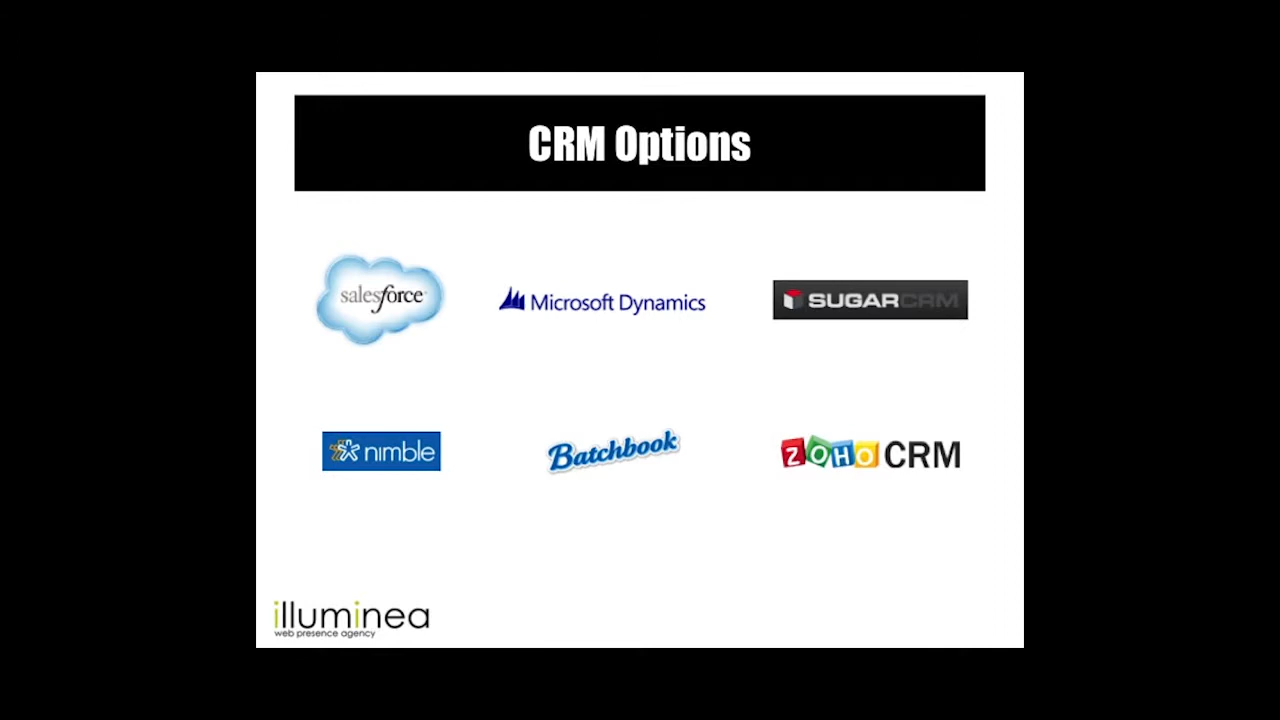 CRM Options
salesforce
Microsoft Dynamics
SUGARCRM
nimble
Batchbook
ZOHO CRM
illuminea
web presence agency